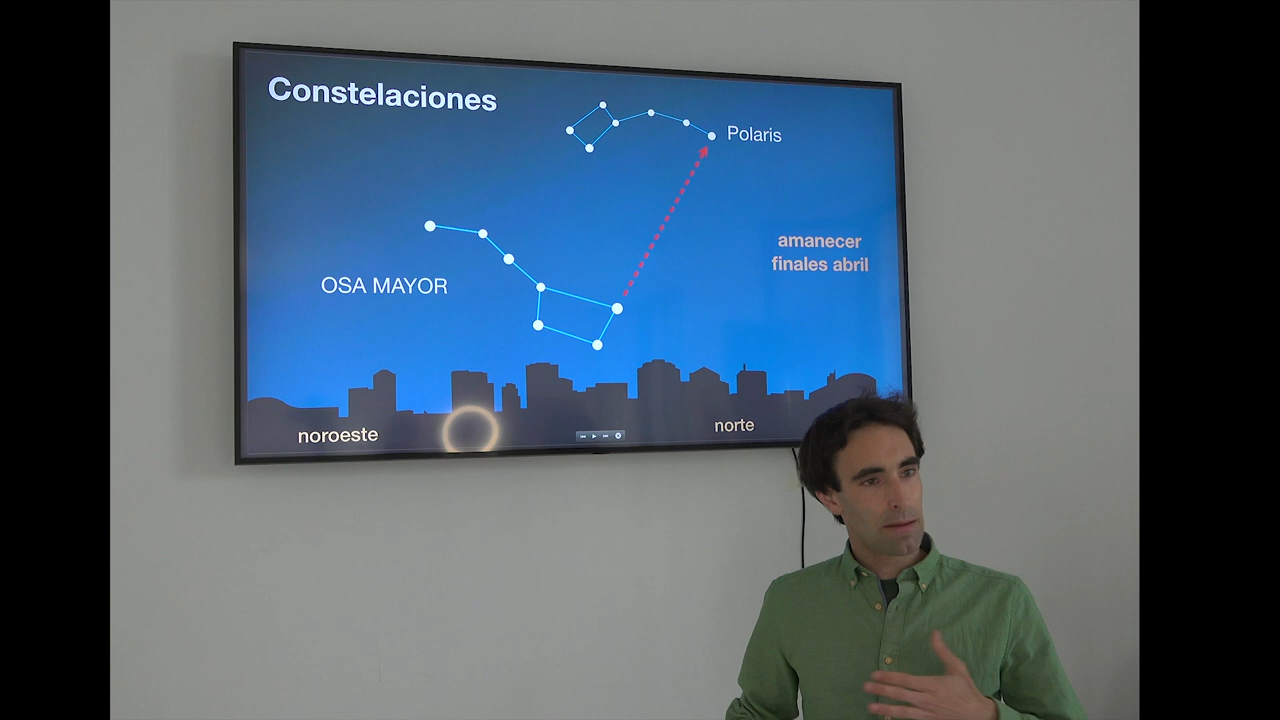 Constelaciones
Polaris
amanecer
finales abril
OSA MAYOR
noroeste
norte